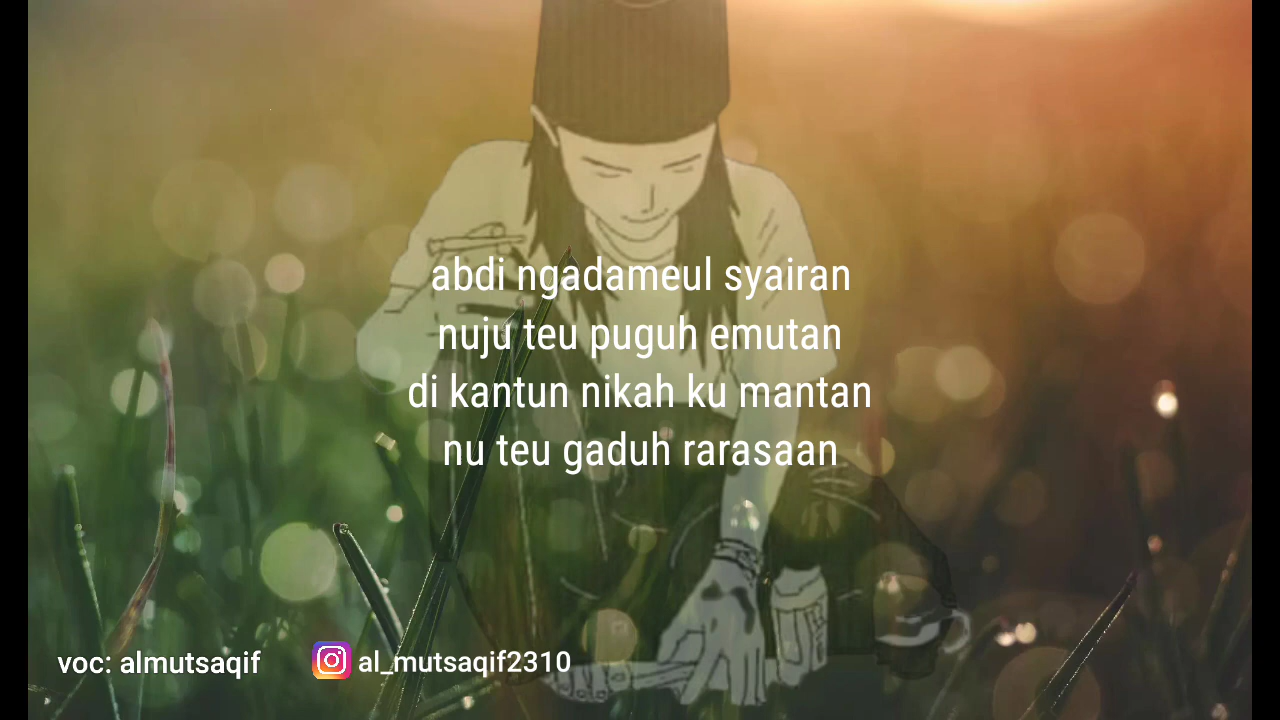 abdi ngadameul syairan
nuju teu puguh emutan
di kantun nikah ku mantan
nu teu gaduh rarasaan
voc: almutsaqif
al_mutsaqif2310